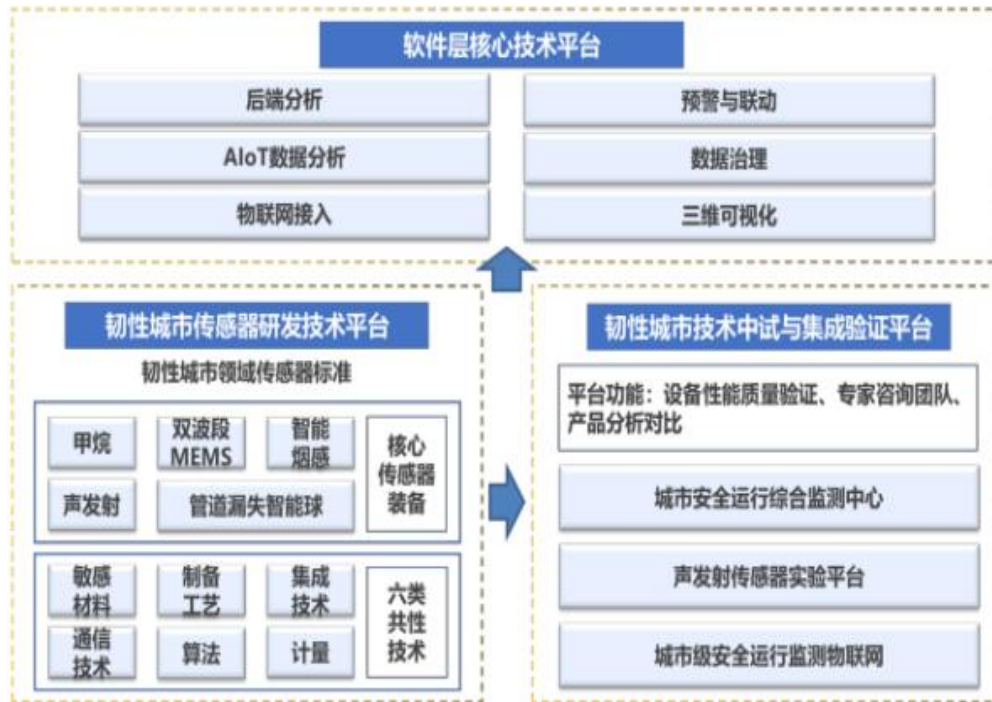 软件层核心技术平台
后端分析
预警与联动
AIoT数据分析
数据治理
物联网接入
三维可视化
韧性城市传感器研发技术平台
韧性城市领域传感器标准
甲烷
双波段
MEMS
智能
烟感
声发射
管道漏失智能球
核心
传感器
装备
敏感
材料
制备
工艺
集成
技术
通信
技术
算法
计量
六类
共性
技术
韧性城市技术中试与集成验证平台
平台功能：设备性能质量验证、专家咨询团队、
产品分析对比
城市安全运行综合监测中心
声发射传感器实验平台
城市级安全运行监测物联网